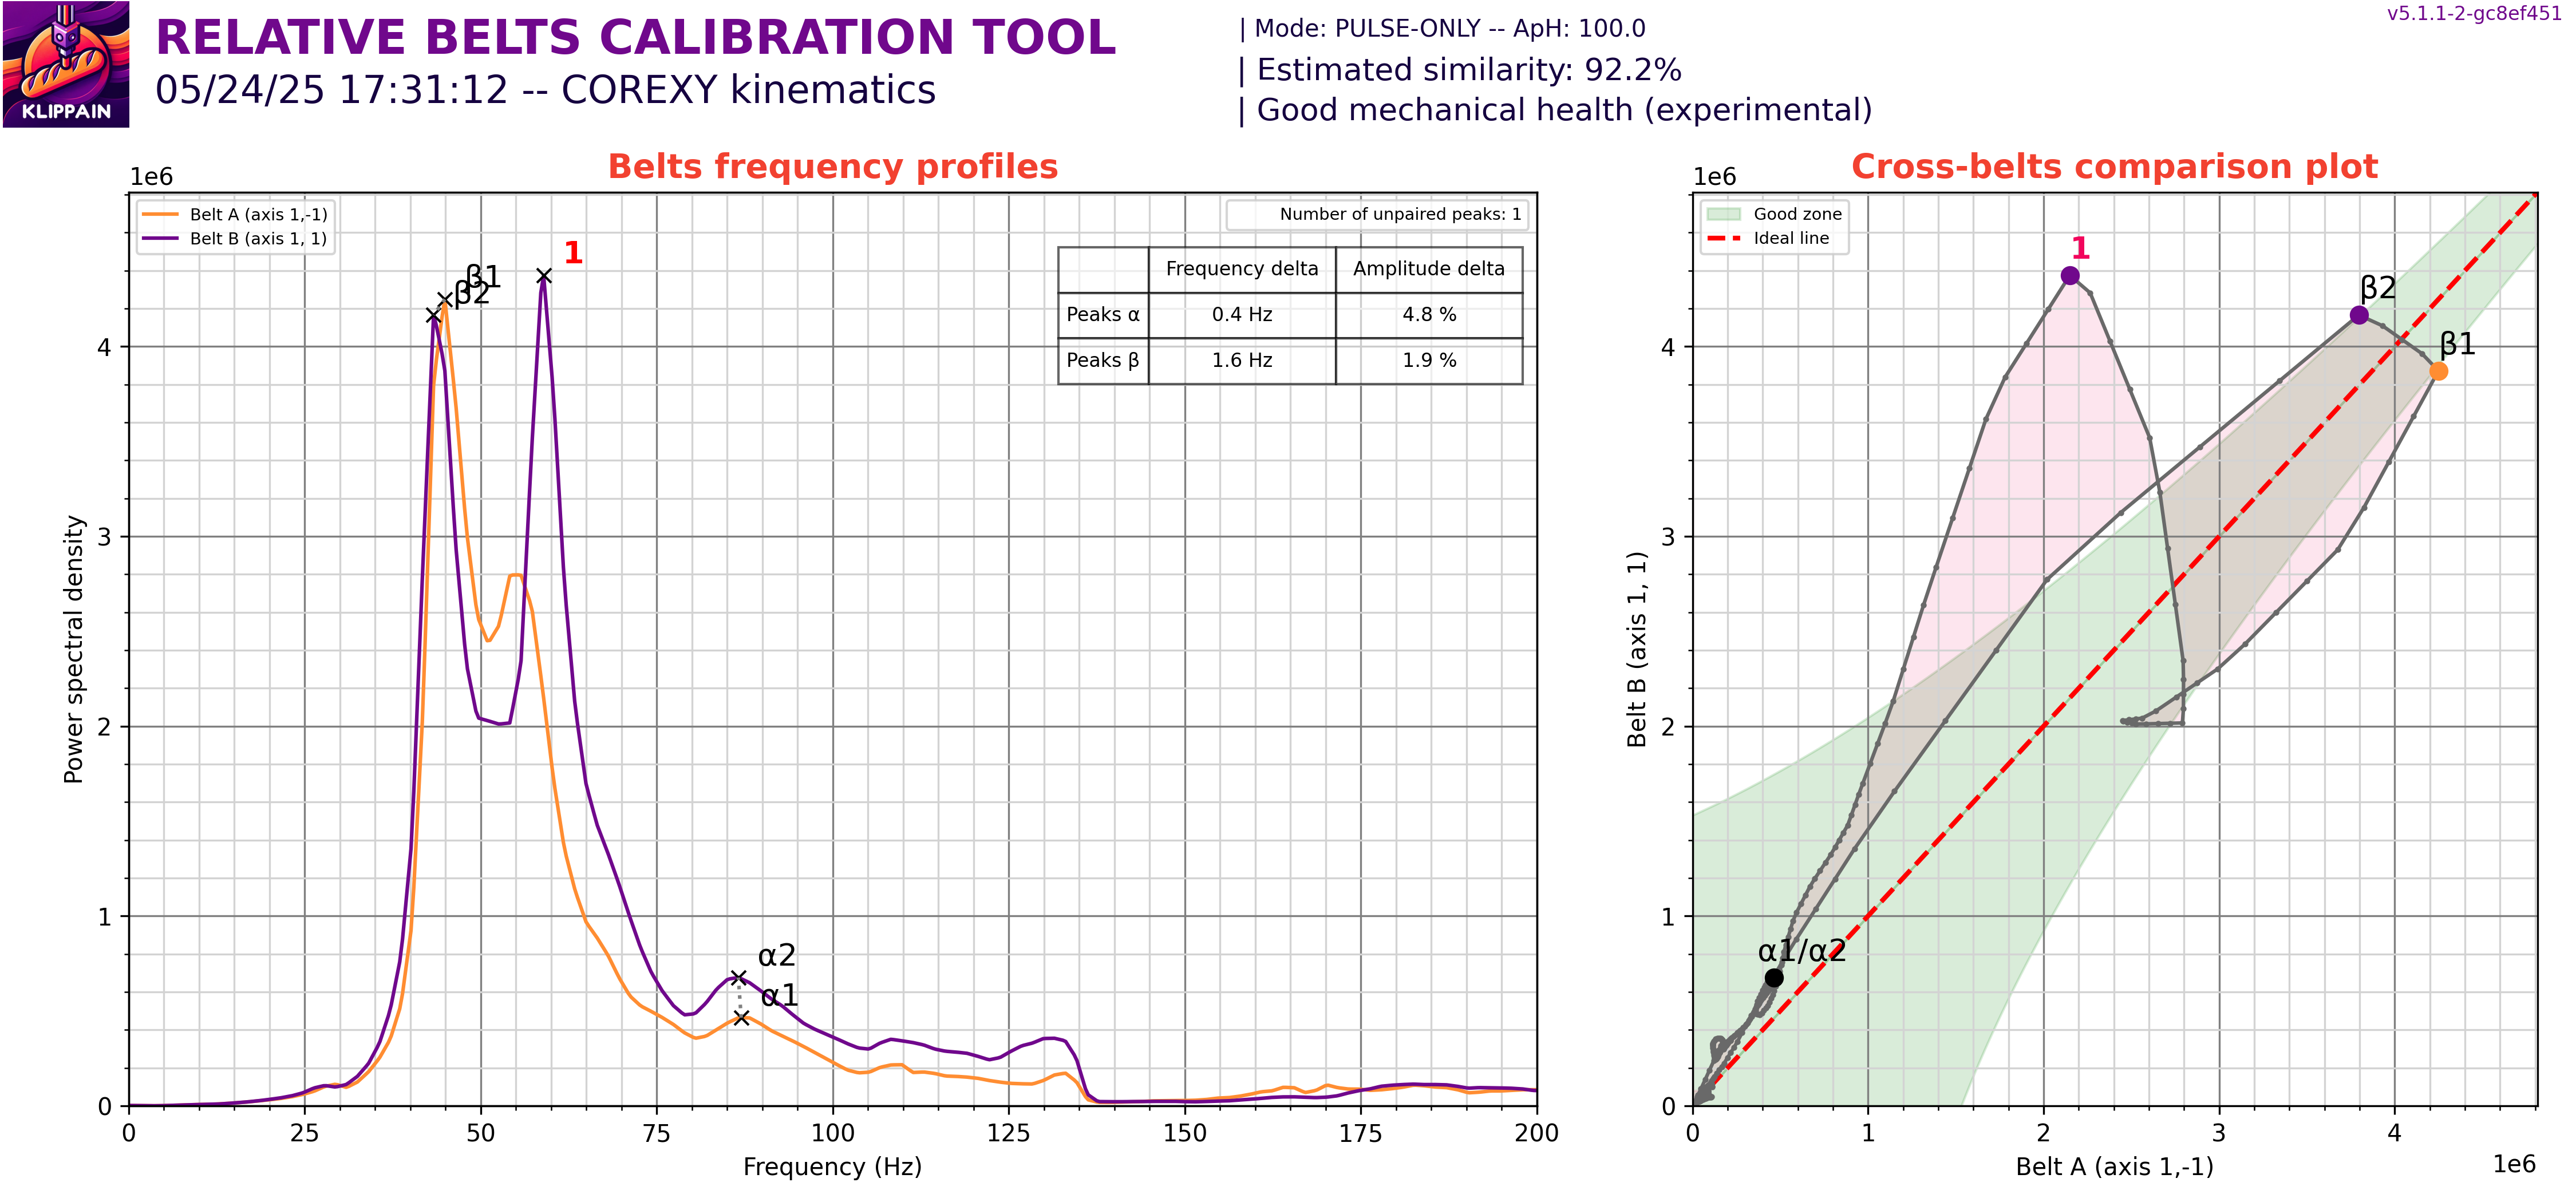 v5.1.1-2-gc8ef451
RELATIVE BELTS CALIBRATION TOOL
05/24/25 17:31:12 -- COREXY kinematics
KLIPPAIN
| Mode: PULSE-ONLY -- ApH: 100.0
| Estimated similarity: 92.2%
| Good mechanical health (experimental)
Belts frequency profiles
1e6
Belt A (axis 1,-1)
Belt B (axis 1, 1)
Number of unpaired peaks: 1
Frequency delta Amplitude delta
Peaks α 0.4 Hz 4.8 %
Peaks β 1.6 Hz 1.9 %
β1
β2
1
α2
α1
Power spectral density
4
3
2
1
0
0 25 50 75 100 125 150 175 200
Frequency (Hz)
Cross-belts comparison plot
1e6
Good zone
Ideal line
1
β2
β1
α1/α2
Belt B (axis 1, 1)
4
3
2
1
0
0 1 2 3 4
Belt A (axis 1,-1)
1e6